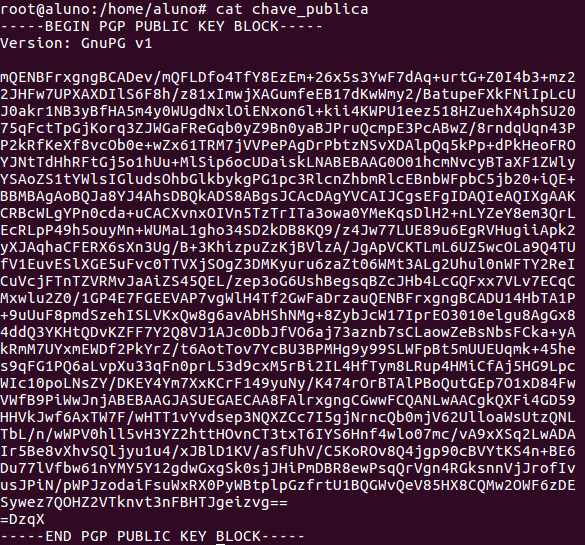 root@aluno:/home/aluno# cat chave_publica
-----BEGIN PGP PUBLIC KEY BLOCK-----
Version: GnuPG v1

mQENBFrxgngBCADev/mQFLDfo4TfY8EzEm+26x5s3YwF7dAq+urtG+Z0I4b3+mz2
2JHFw7UPXAXDIlS6F8h/z81xImwjXAGumfeEB17dKwWmy2/BatupeFXkFNiIpLcU
J0akr1NB3yBfHA5m4y0WUgdNxlOiENxon6l+kii4KWPU1eez518HZuehX4phSU20
75qFctTpGjKorq3ZJWGaFReGqb0yZ9Bn0yaBJPruQcmpE3PcABwZ/8rndqUqn43P
P2kRfKeXf8vcOb0e+wZx61TRM7jVVPePAgDrPbtzNSvXDAlpQq5kPp+dPkHeoFRO
YJNtTdHhRFtGj5o1hUu+MlSip6ocUDaiskLNABEBAAG0O01hcmNvcyBTaXF1ZWly
YSAoZS1tYWlsIGludsOhbGlkbykgPG1pc3RlcnZhbmRlcEBnbWFpbC5jb20+iQE+
BBMBAgAoBQJa8YJ4AhsDBQkADS8ABgsJCAcDAgYVCAIJCgsEFgIDAQIeAQIXgAAK
CRBcWLgYPn0cda+uCACXvnxOIVn5TzTrITa3owa0YMeKqsDlH2+nLYZeY8em3QrL
EcRLpP49h5ouyMn+WUMaL1gho34SD2kDB8KQ9/z4Jw77LUE89u6EgRVHugiiApk2
yXJAqhaCFERX6sXn3Ug/B+3KhizpuZzKjBVlzA/JgApVCKTLmL6UZ5wcOLa9Q4TU
fV1EuvESlXGE5uFvc0TTVXjSOgZ3DMKyuru6zaZt06WMt3ALg2Uhul0nWFTY2ReI
CuVcjFTnTZVRMvJaAiZS45QEL/zep3oG6UshBegsqBZcJHb4LcGQFxx7VLv7ECqC
Mxwlu2Z0/1GP4E7FGEEVAP7vgWlH4Tf2GwFaDrzauQENBFrxgngBCADU14HbTA1P
+9uUuF8pmdSzehISLVKxQw8g6avAbHShNMg+8ZybJcW17IprEO3010elgu8AgGx8
4ddQ3YKHtQDvKZFF7Y2Q8VJ1AJc0DbJfVO6aj73aznb7sCLaowZeBsNbsFCka+yA
kRmM7UYxmEWDf2PkYrZ/t6AotTov7YcBU3BPMHg9y99SLWFpBt5mUUEUqmk+45he
s9qFG1PQ6aLvpXu33qFn0prL53d9cxM5rBi2IL4HfTym8LRup4HMiCfAj5HG9Lpc
WIc10poLNsZY/DKEY4Ym7XxKCrF149yuNy/K474rOrBTAlPBoQutGEp7O1xD84Fw
VWfB9PiWwJnjABEBAAGJASUEGAECAA8FAlrxgngCGwwFCQANLwAACgkQXFi4GD59
HHVkJwf6AxTW7F/wHTT1vYvdsep3NQXZCc7I5gjNrncQb0mjV62UlloaWsUtzQNL
TbL/n/wWPV0hll5vH3YZ2httHOvnCT3txT6IYS6Hnf4wlo07mc/vA9xXSq2LwADA
Ir5Be8vXhvSQljyu1u4/xJBlD1KV/aSfUhV/C5KoROv8Q4jgp90cBVYtKS4n+BE6
Du77lVfbw61nYMY5Y12gdwGxgSk0sjJHiPmDBR8ewPsqQrVgn4RGksnnVjJrofIv
usJPiN/pWPJzodaiFsuWxRX0PyWBtplpGzfrtU1BQGWvQeV85HX8CQMw2OWF6zDE
Sywez7QOHZ2VTknvt3nFBHTJgeizvg==
=DzqX
-----END PGP PUBLIC KEY BLOCK-----